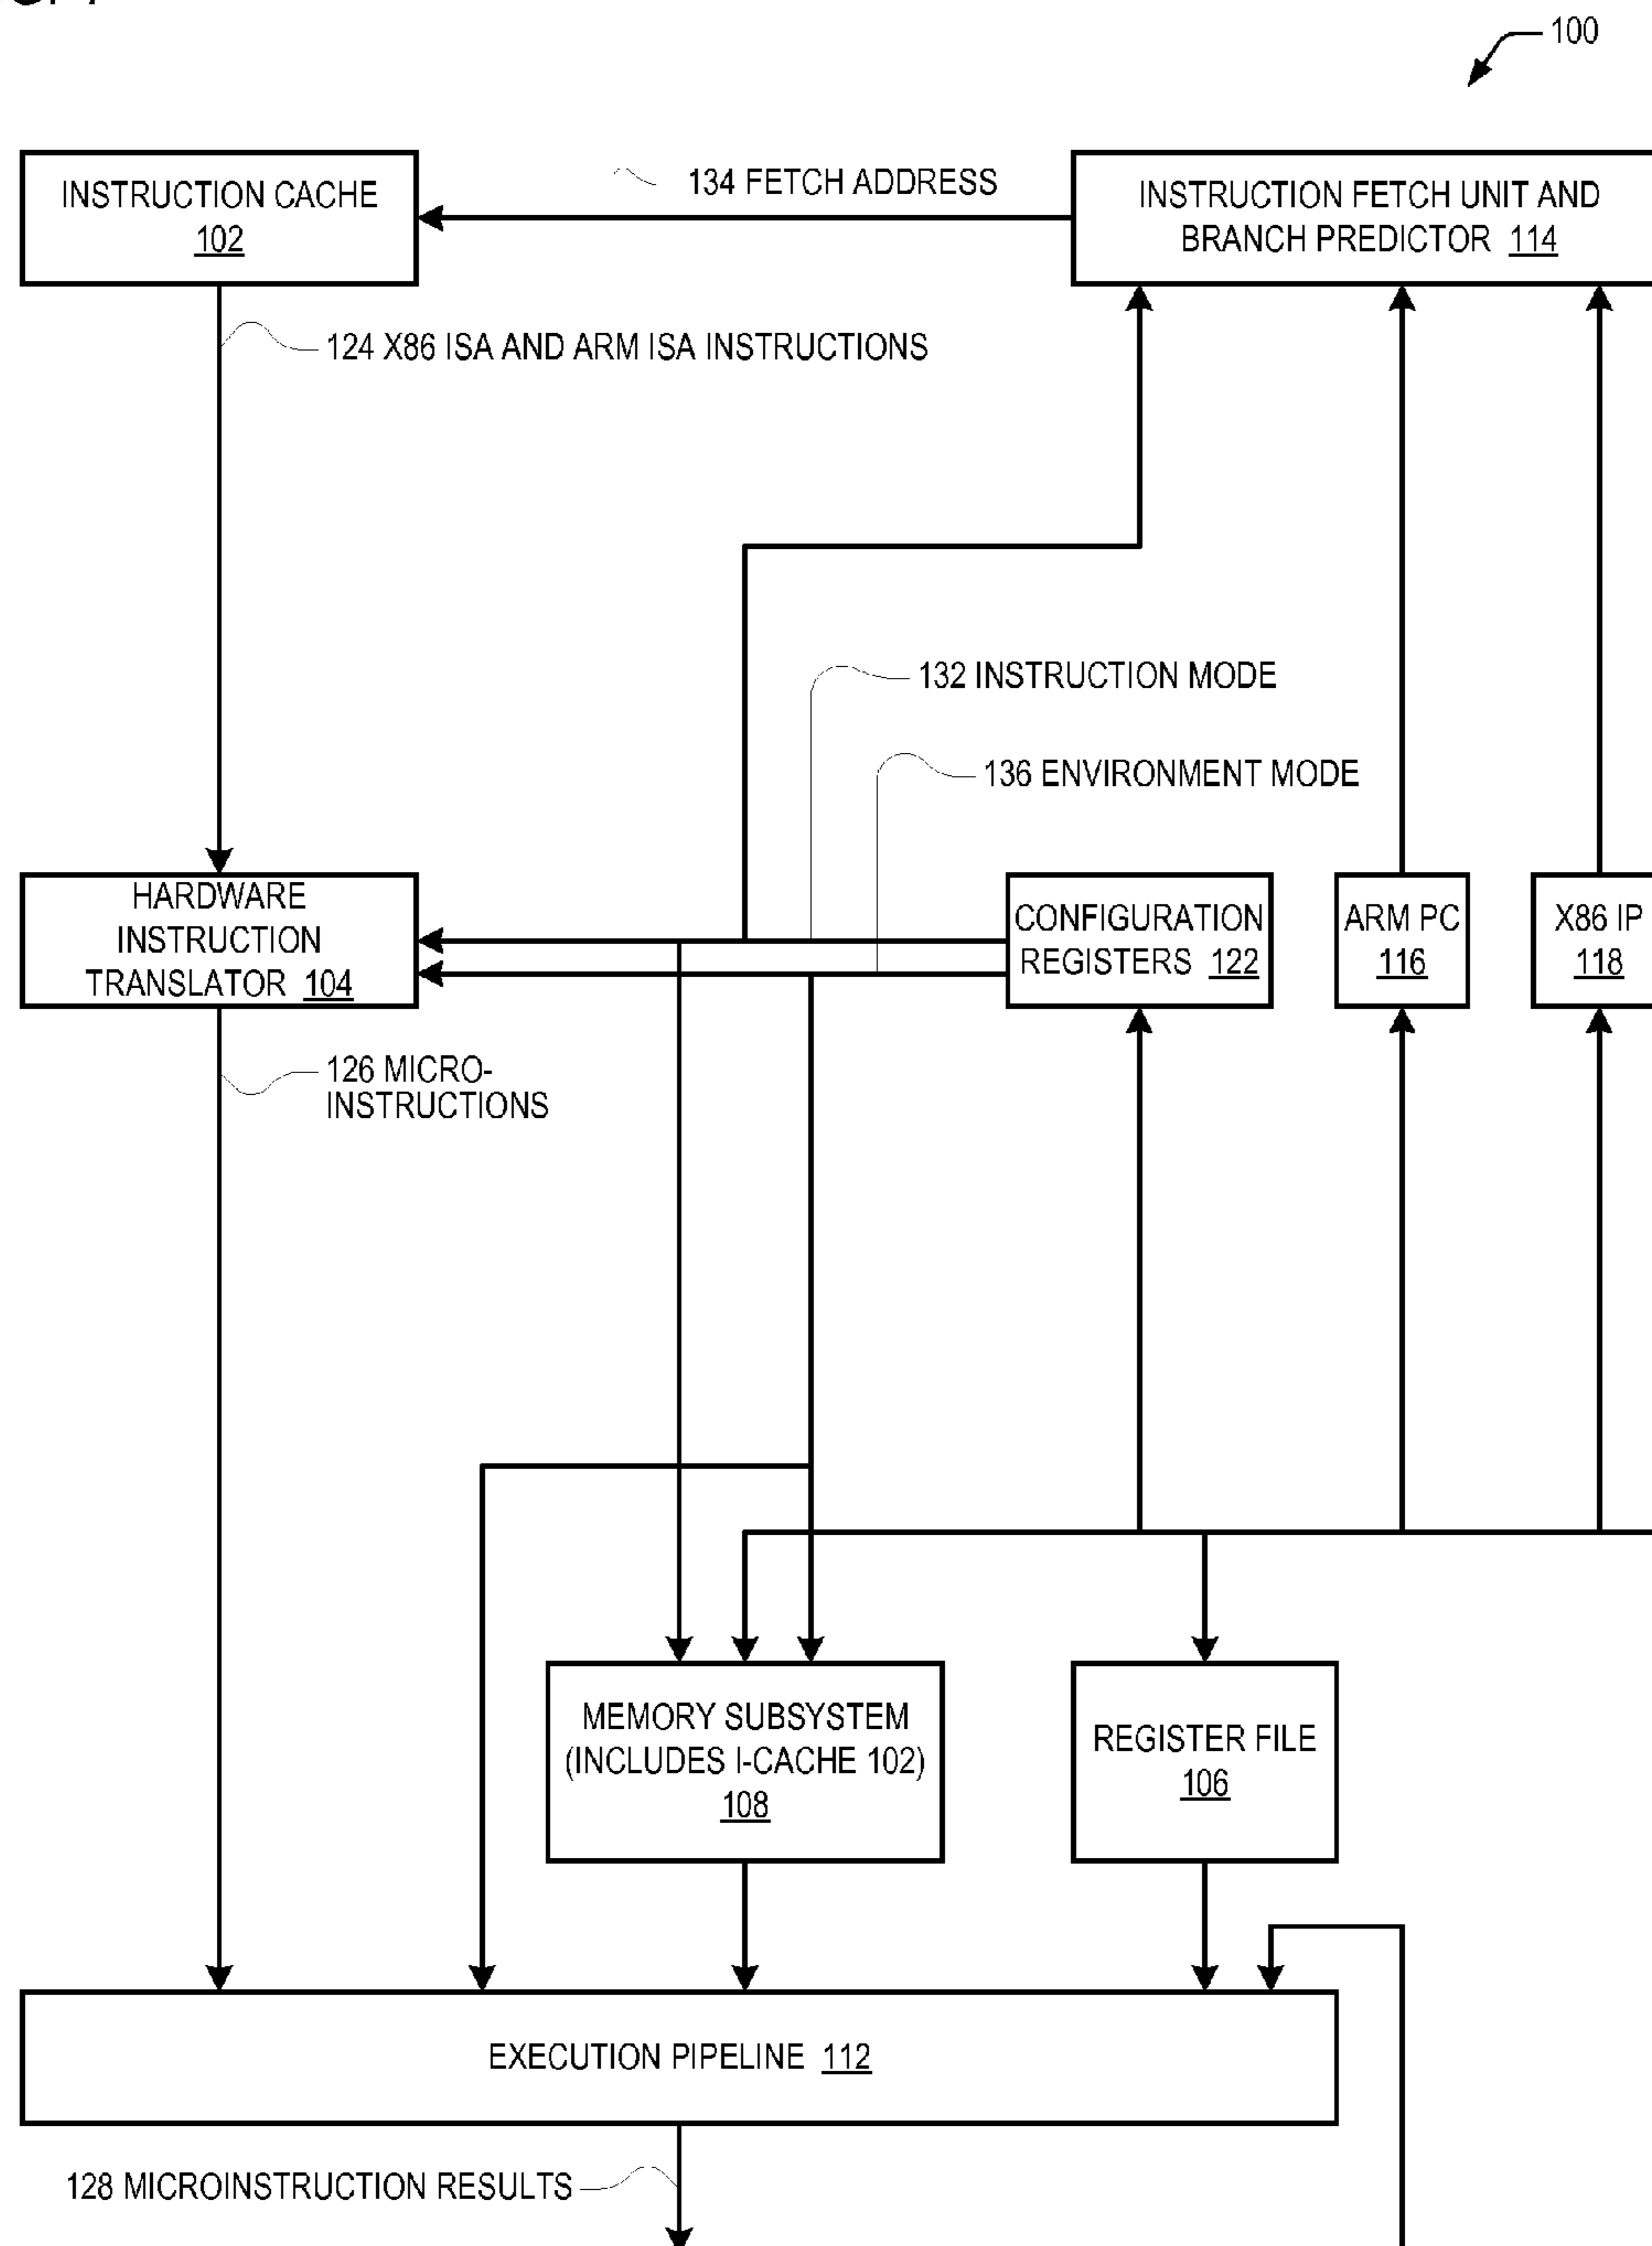 100
INSTRUCTION CACHE
102
134 FETCH ADDRESS
INSTRUCTION FETCH UNIT AND
BRANCH PREDICTOR 114
124 X86 ISA AND ARM ISA INSTRUCTIONS
132 INSTRUCTION MODE
136 ENVIRONMENT MODE
HARDWARE
INSTRUCTION
TRANSLATOR 104
CONFIGURATION
REGISTERS 122
ARM PC
116
X86 IP
118
126 MICRO-
INSTRUCTIONS
MEMORY SUBSYSTEM
(INCLUDES I-CACHE 102)
108
REGISTER FILE
106
EXECUTION PIPELINE 112
128 MICROINSTRUCTION RESULTS